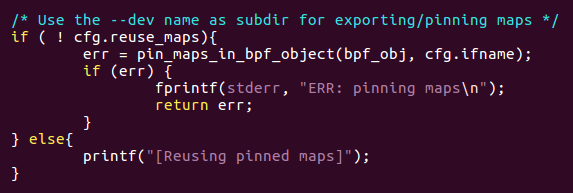 /* Use the --dev name as subdir for exporting/pinning maps */
if ( ! cfg.reuse_maps){
        err = pin_maps_in_bpf_object(bpf_obj, cfg.ifname);
        if (err) {
                fprintf(stderr, "ERR: pinning maps\n");
                return err;
        }
} else{
        printf("[Reusing pinned maps]");
}